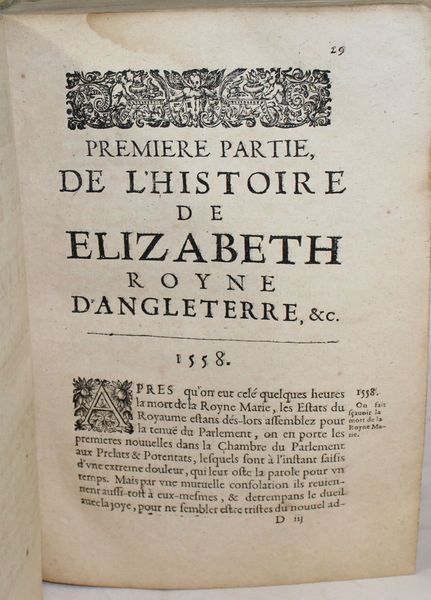 29
PREMIERE PARTIE,
DE L'HISTOIRE
DE
ELIZABETH
ROYNE
D'ANGLETERRE, &c.
1558.
APRES qu'on eut celé quelques heures
la mort de la Royne Marie, les Estats du
Royaume estans dés-lors assemblez pour
la tenuë du Parlement, on en porte les
premieres nouvelles dans la Chambre du Parlement
aux Prelats & Potentats, lesquels sont à l'instant saisis
d'vne extreme douleur, qui leur oste la parole pour vn
temps. Mais par vne mutuelle consolation ils revien-
nent aussi-tost à eux-mesmes, & detrempans le dueil
auec la joye, pour ne sembler estre tristes du nouvel ad-
D iij
1558.
On fait
sçauoir la
mort de la
Royne Ma-
rie.